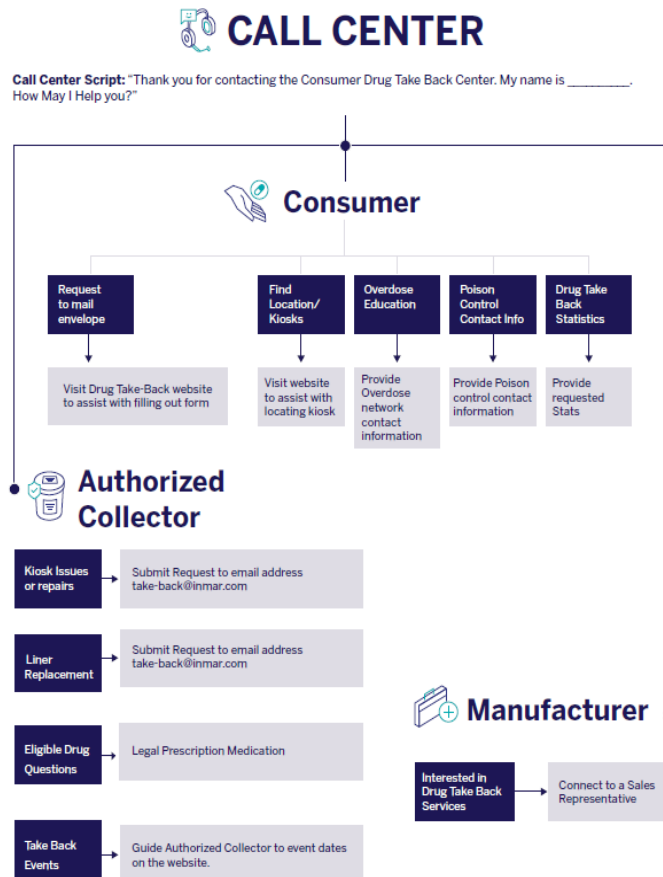 CALL CENTER
Call Center Script: “Thank you for contacting the Consumer Drug Take Back Center. My name is __________.
How May I Help you?”
Consumer
Request
to mail
envelope
Find
Location/
Kiosks
Overdose
Education
Poison
Control
Contact Info
Drug Take
Back
Statistics
Visit Drug Take-Back website
to assist with filling out form
Visit website
to assist with
locating kiosk
Provide
Overdose
network
contact
information
Provide Poison
control contact
information
Provide
requested
Stats
Authorized
Collector
Kiosk Issues
or repairs
Submit Request to email address
take-back@inmar.com
Liner
Replacement
Submit Request to email address
take-back@inmar.com
Eligible Drug
Questions
Legal Prescription Medication
Take Back
Events
Guide Authorized Collector to event dates
on the website.
Manufacturer
Interested in
Drug Take Back
Services
Connect to a Sales
Representative